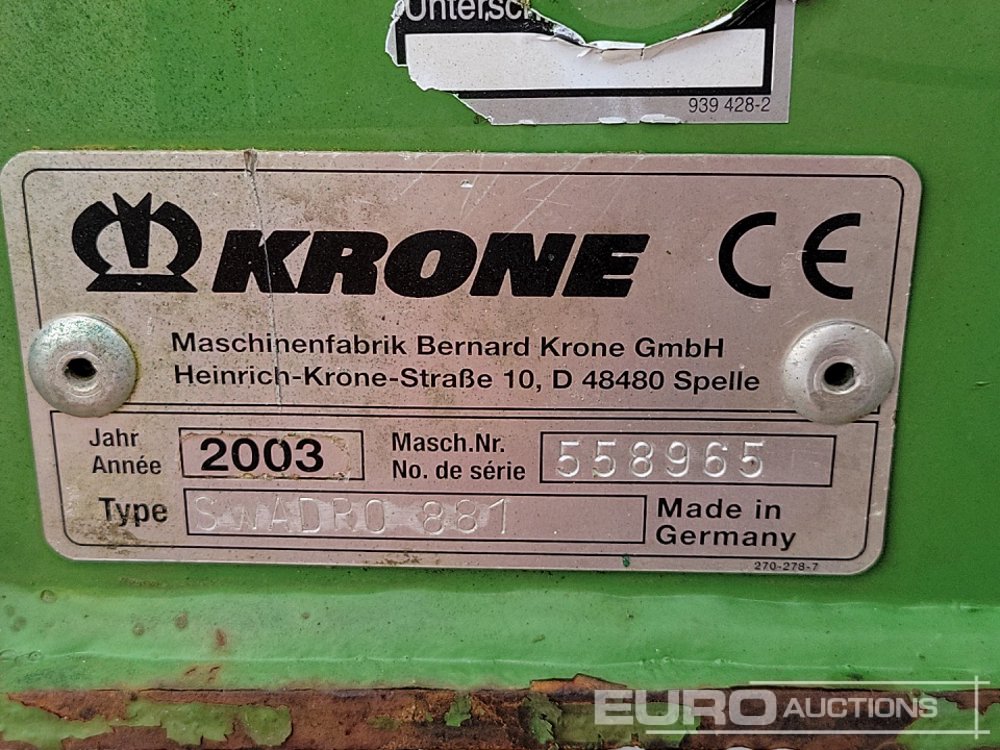 939 428-2
KRONE CE
Maschinenfabrik Bernard Krone GmbH
Heinrich-Krone-Straße 10, D 48480 Spelle
Jahr
Année
2003
Masch.Nr.
No. de série
558965
Type
SWADRO 881
Made in
Germany
270-278-7
EURO AUCTIONS